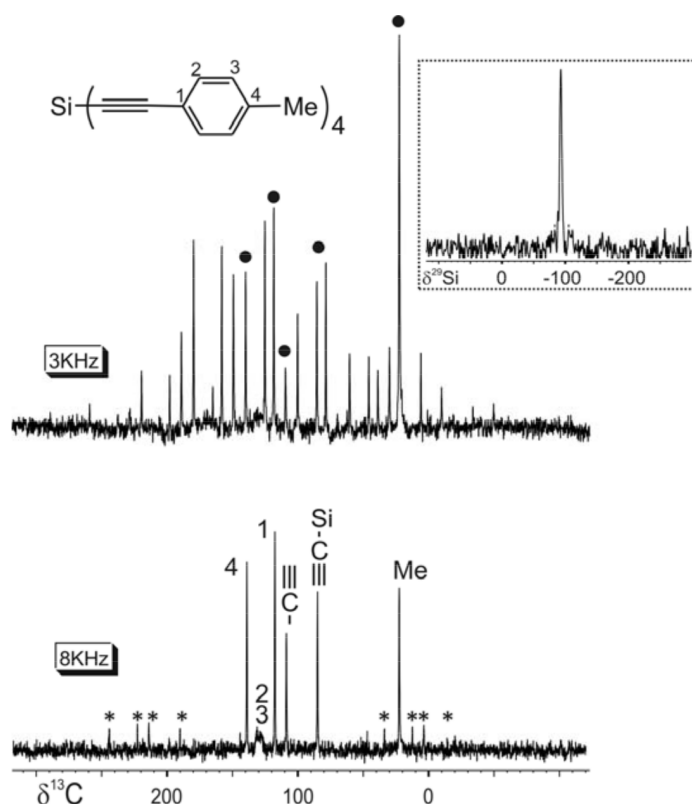 2 3
Si ( 1 4 Me ) 4
δ²⁹Si 0 -100 -200
3KHz
Si
1 C
4 C Me
8KHz
2
3
* * * * * * * *
δ¹³C 200 100 0